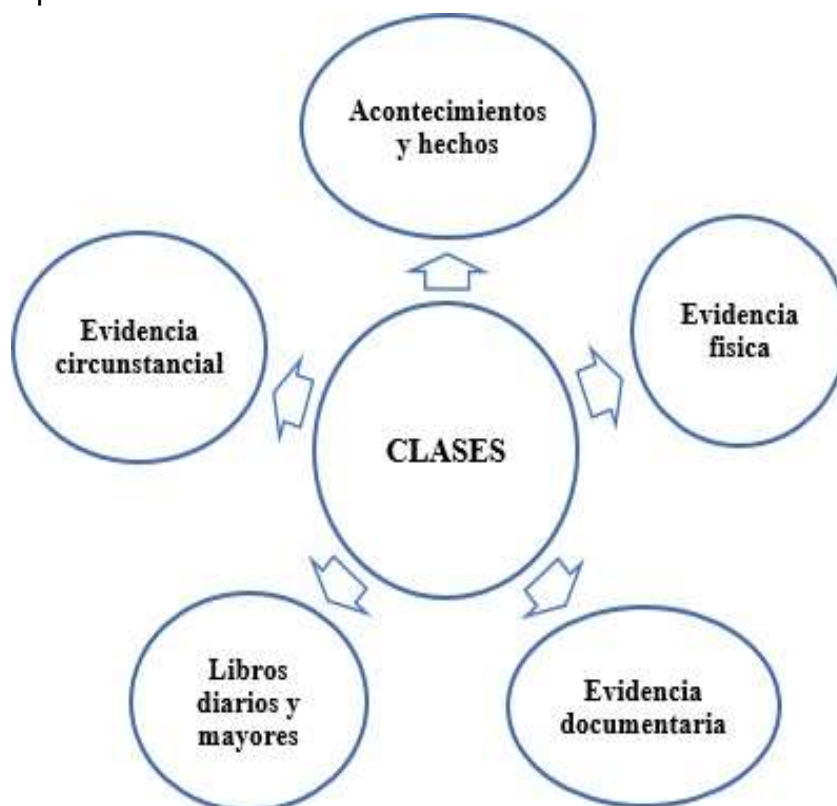 Acontecimientos
y hechos
Evidencia
circunstancial
Evidencia
fisica
CLASES
Libros
diarios y
mayores
Evidencia
documentaria